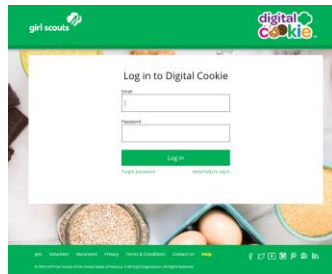 girl scouts
digital
cookie
Log in to Digital Cookie
Email
Password
Log in
Forgot password
Need help to log in
Join Volunteer Reconnect Privacy Terms & Conditions Contact Us Help